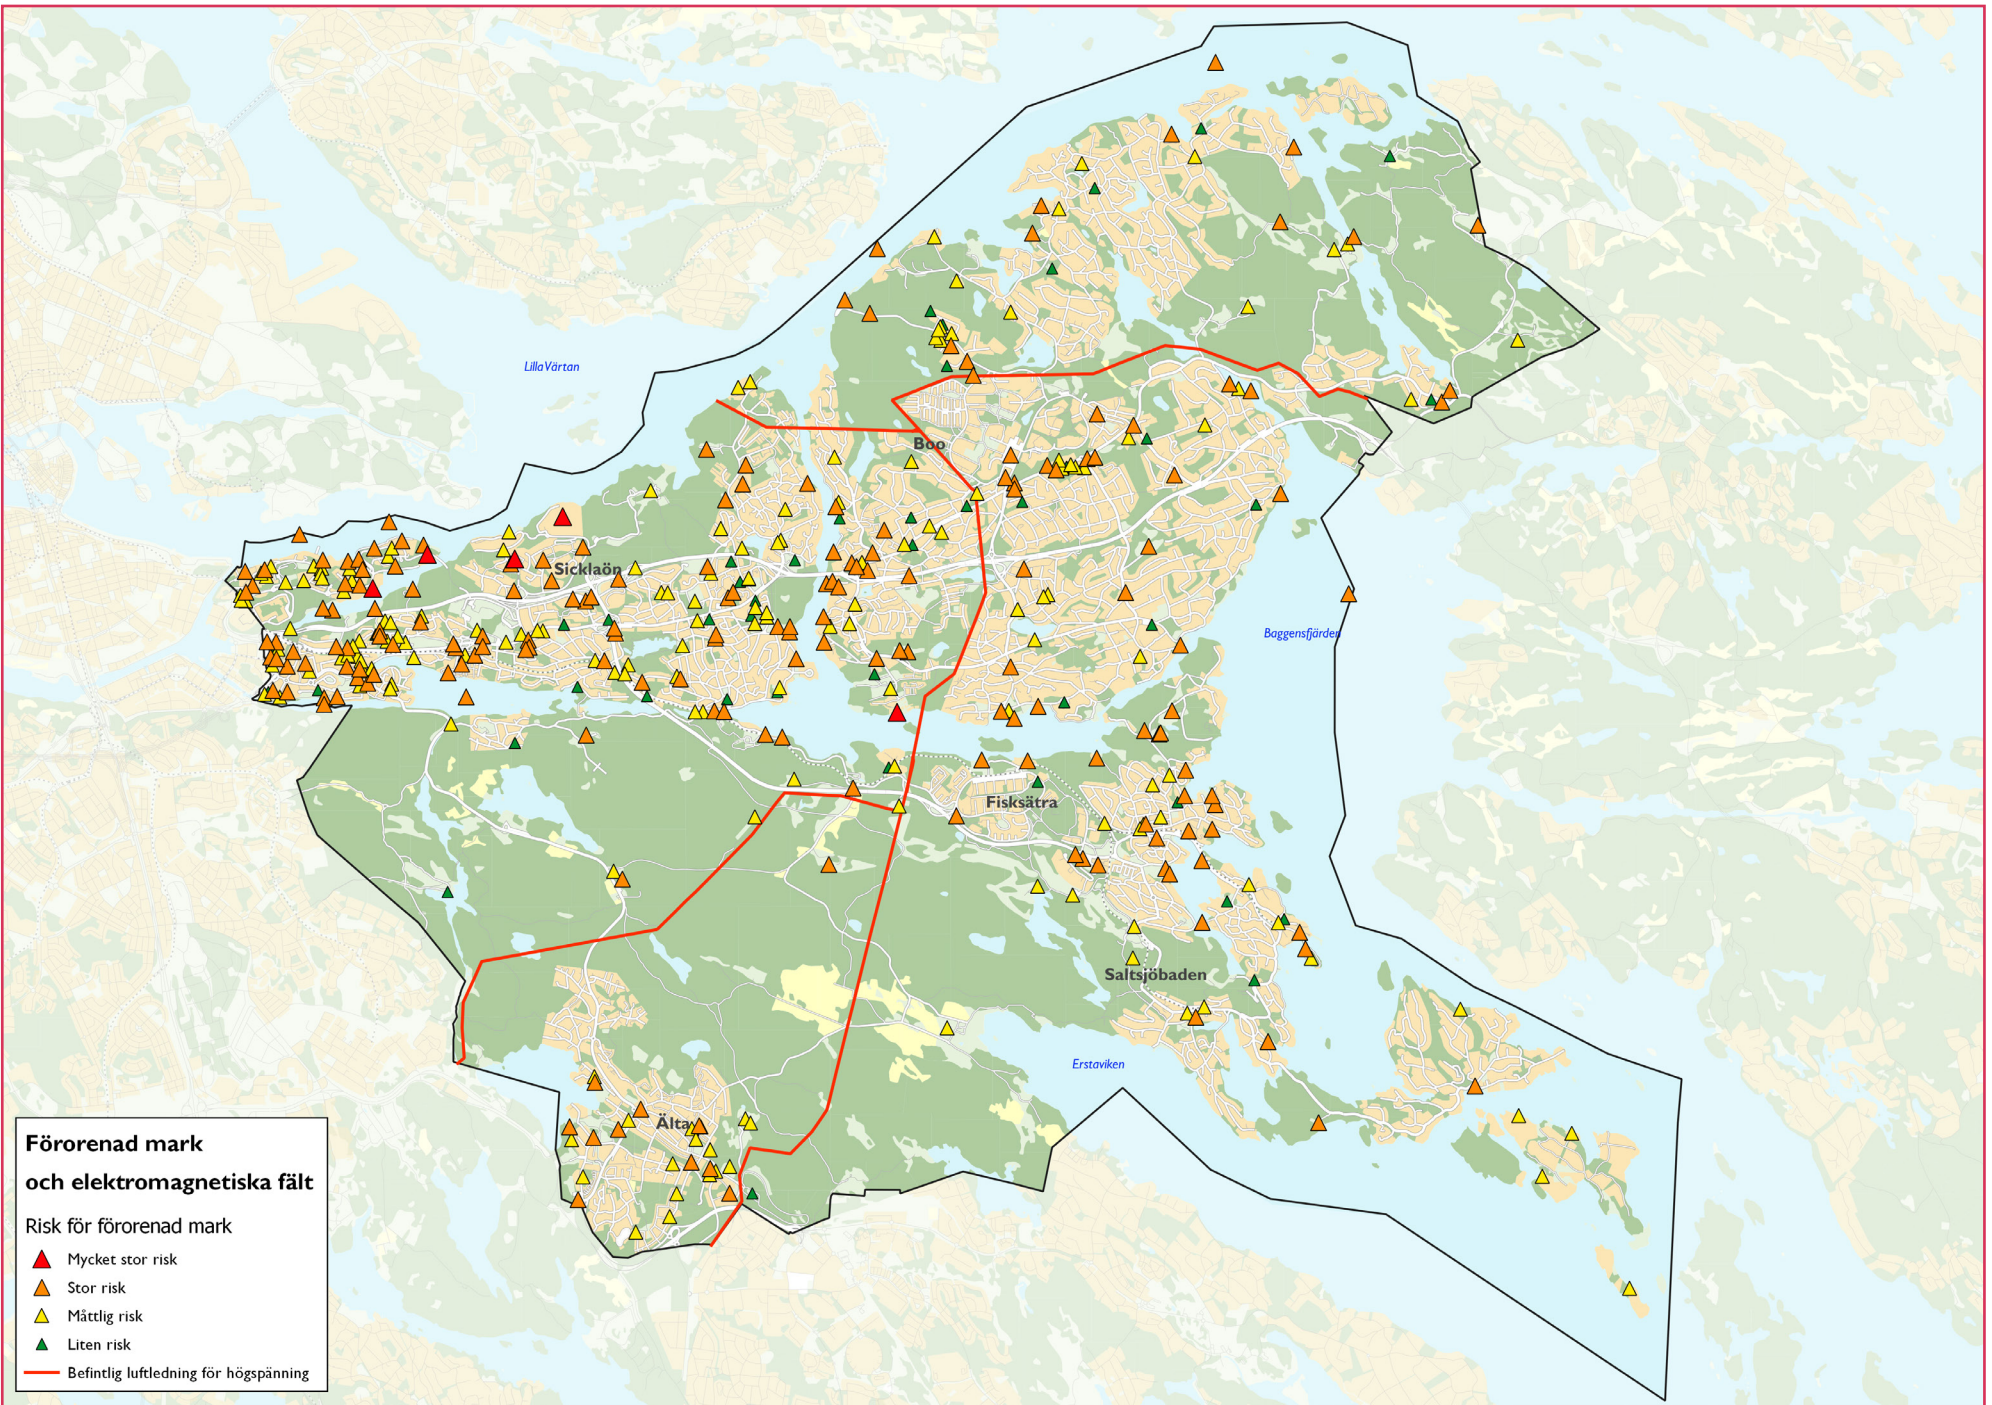 Lilla Värtan
Boo
Sicklaön
Baggensfjärden
Fisksätra
Saltsjöbaden
Erstaviken
Älta
Förorenad mark
och elektromagnetiska fält
Risk för förorenad mark
Mycket stor risk
Stor risk
Måttlig risk
Liten risk
Befintlig luftledning för högspänning